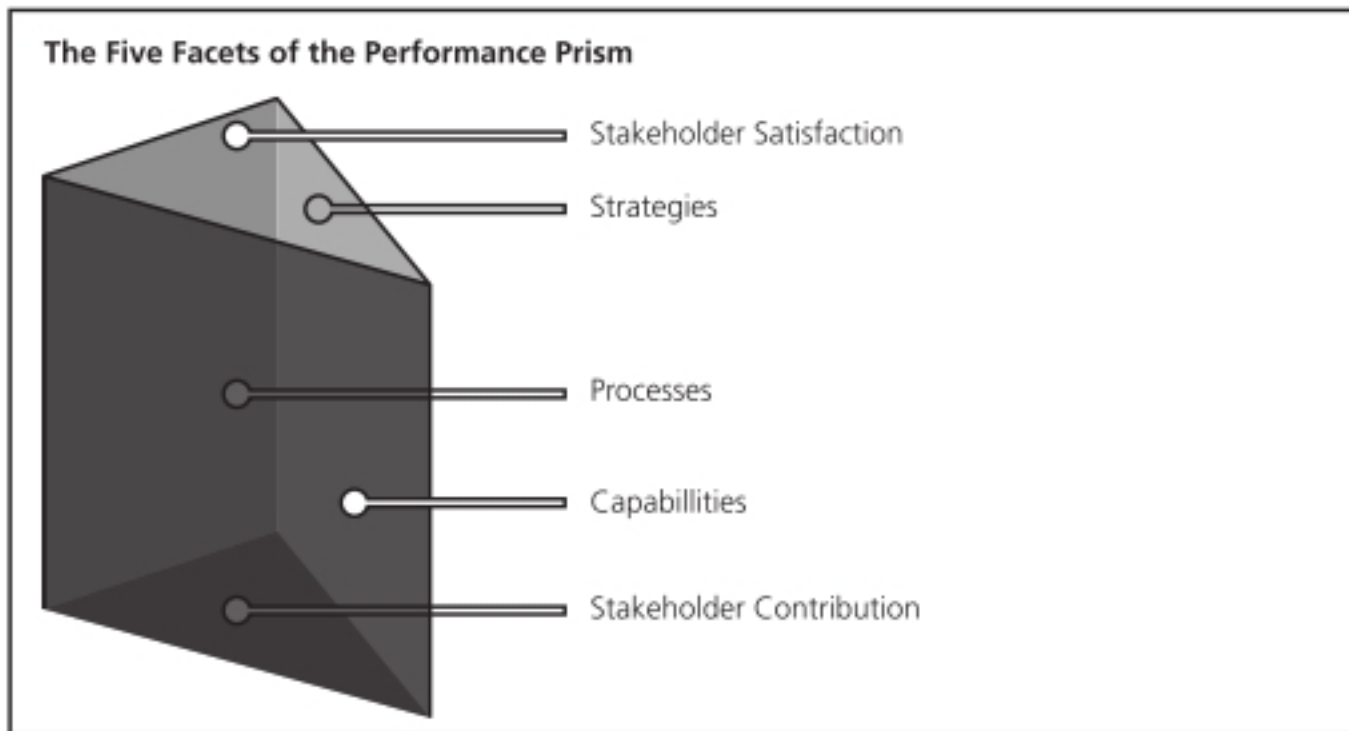 The Five Facets of the Performance Prism
Stakeholder Satisfaction
Strategies
Processes
Capabillities
Stakeholder Contribution